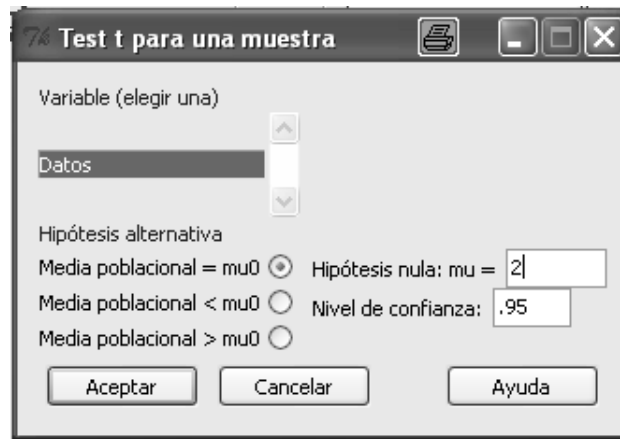 Test t para una muestra
Variable (elegir una)
Datos
Hipótesis alternativa
Media poblacional = mu0
Hipótesis nula: mu = 2
Media poblacional < mu0
Nivel de confianza: .95
Media poblacional > mu0
Aceptar
Cancelar
Ayuda